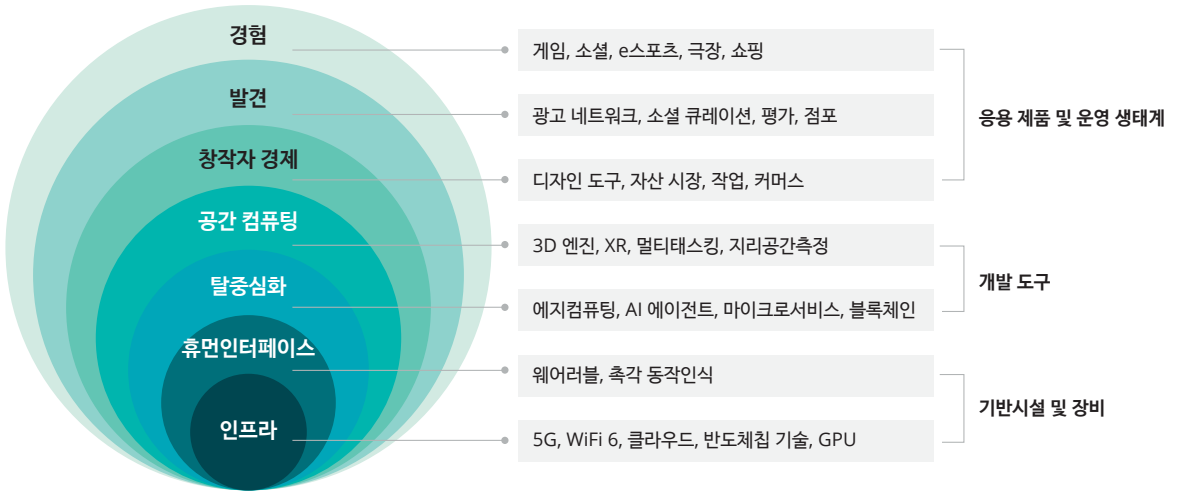 경험
게임, 소셜, e스포츠, 극장, 쇼핑
발견
광고 네트워크, 소셜 큐레이션, 평가, 점포
응용 제품 및 운영 생태계
창작자 경제
디자인 도구, 자산 시장, 작업, 커머스
공간 컴퓨팅
3D 엔진, XR, 멀티태스킹, 지리공간측정
개발 도구
탈중심화
에지컴퓨팅, AI 에이전트, 마이크로서비스, 블록체인
휴먼인터페이스
웨어러블, 촉각 동작인식
기반시설 및 장비
인프라
5G, WiFi 6, 클라우드, 반도체칩 기술, GPU